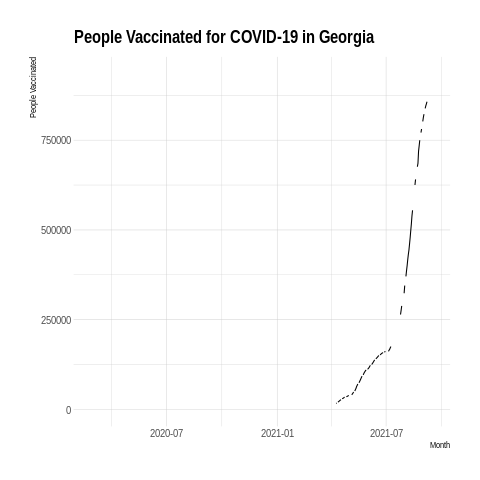 People Vaccinated for COVID-19 in Georgia
People Vaccinated
750000
500000
250000
0
2020-07 2021-01 2021-07
Month